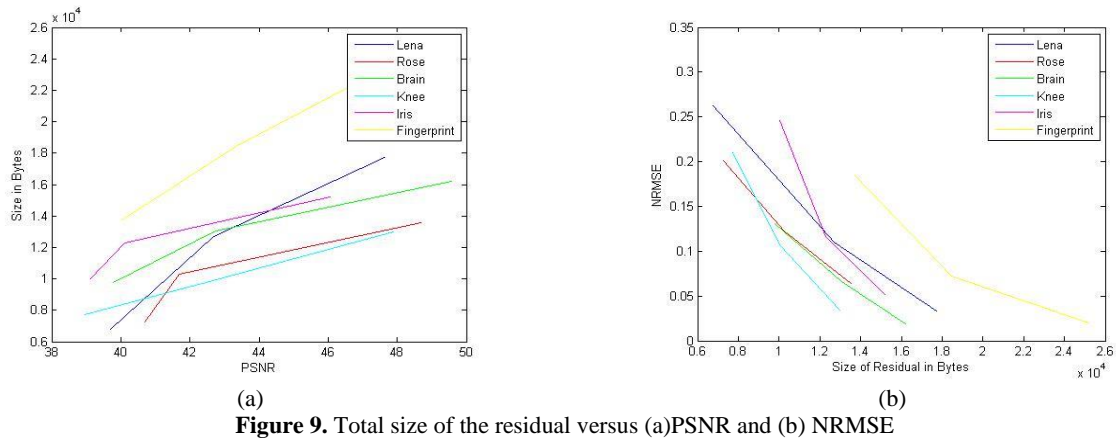 x 10⁴
2.6
2.4
2.2
2
1.8
1.6
1.4
1.2
1
0.8
0.6
Size in Bytes
38 40 42 44 46 48 50
PSNR
Lena
Rose
Brain
Knee
Iris
Fingerprint
(a)
0.35
0.3
0.25
0.2
0.15
0.1
0.05
0
NRMSE
0.6 0.8 1 1.2 1.4 1.6 1.8 2 2.2 2.4 2.6
Size of Residual in Bytes
x 10⁴
Lena
Rose
Brain
Knee
Iris
Fingerprint
(b)
Figure 9. Total size of the residual versus (a)PSNR and (b) NRMSE